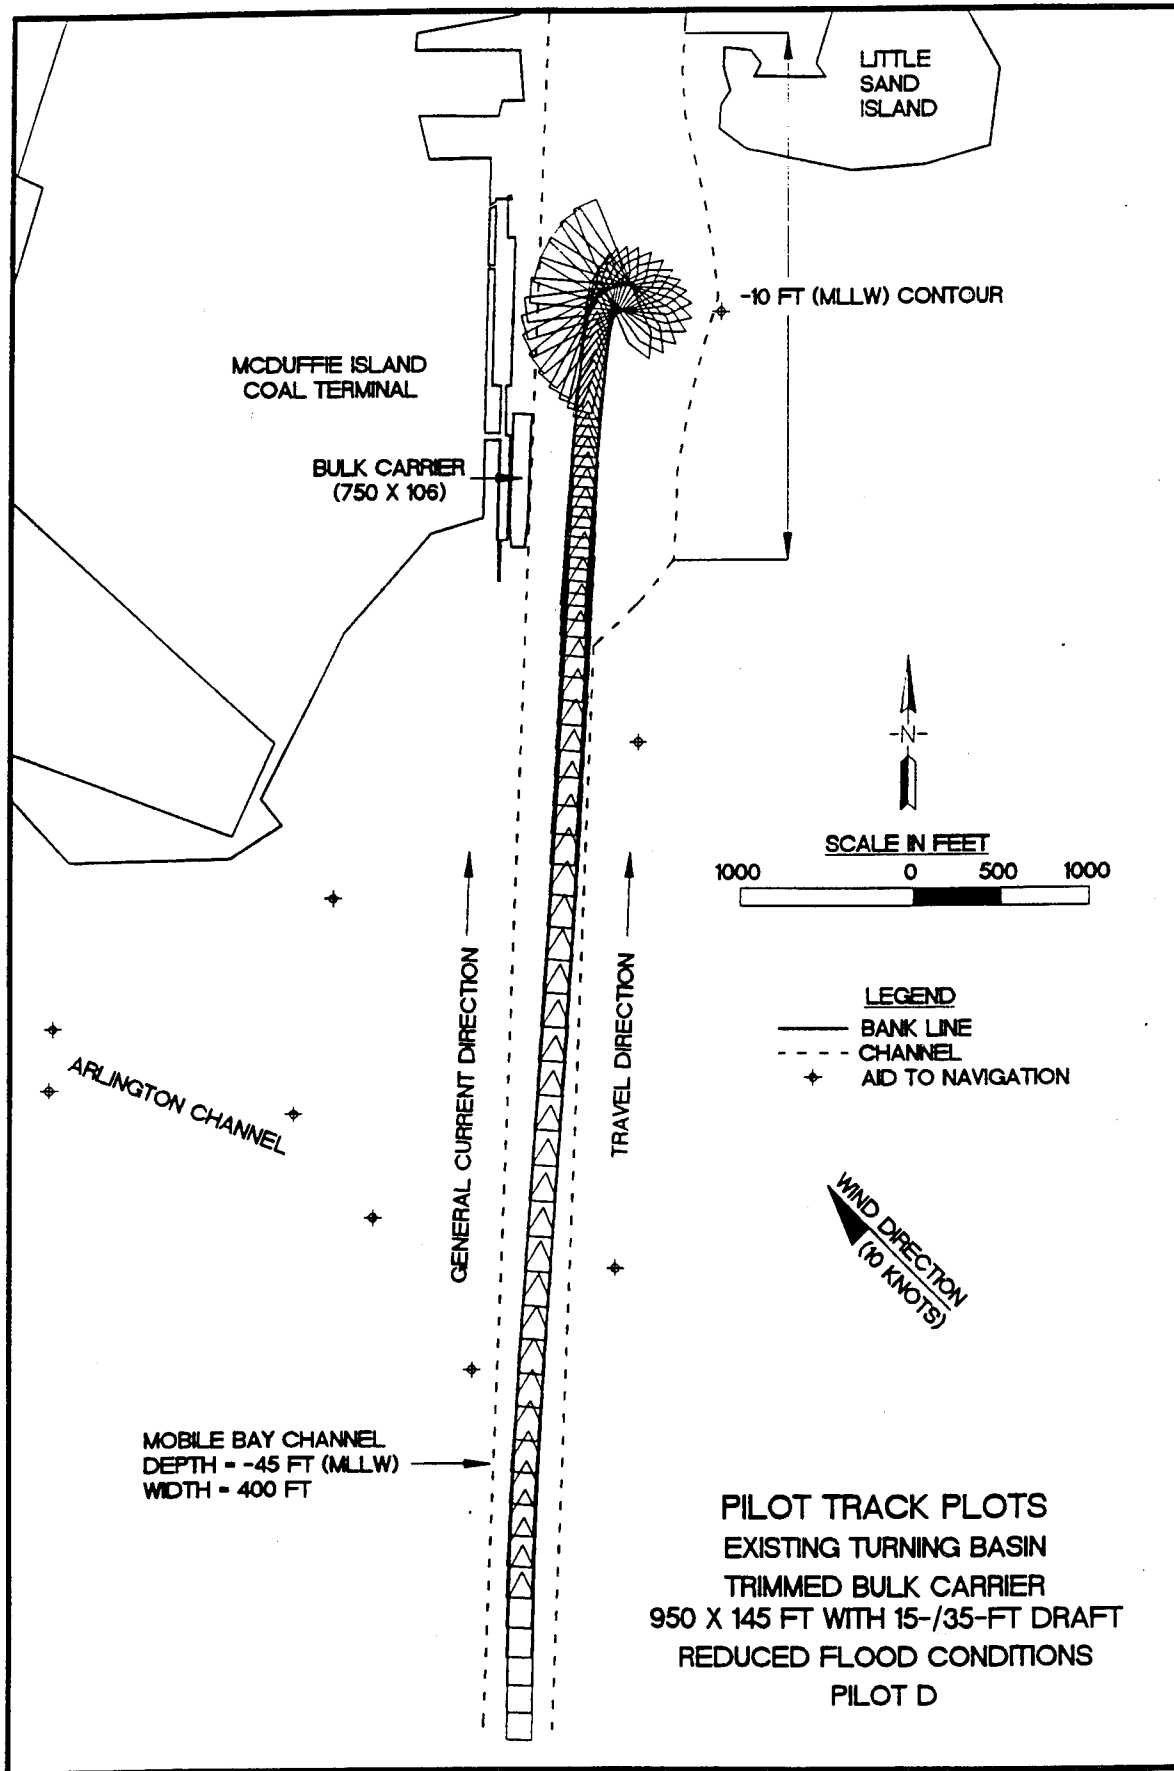 LITTLE
SAND
ISLAND
-10 FT (MLLW) CONTOUR
MCDUFFIE ISLAND
COAL TERMINAL
BULK CARRIER
(750 X 106)
-N-
SCALE IN FEET
1000 0 500 1000
GENERAL CURRENT DIRECTION
TRAVEL DIRECTION
LEGEND
BANK LINE
CHANNEL
AID TO NAVIGATION
ARLINGTON CHANNEL
WIND DIRECTION
(10 KNOTS)
MOBILE BAY CHANNEL
DEPTH = -45 FT (MLLW)
WIDTH = 400 FT
PILOT TRACK PLOTS
EXISTING TURNING BASIN
TRIMMED BULK CARRIER
950 X 145 FT WITH 15-/35-FT DRAFT
REDUCED FLOOD CONDITIONS
PILOT D